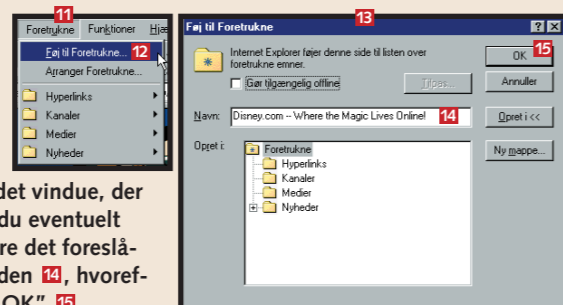 11
Foretrukne Funktioner Hjæ
Føj til Foretrukne... 12
Arranger Foretrukne...
Hyperlinks
Kanaler
Medier
Nyheder
13
Føj til Foretrukne
Internet Explorer føjer denne side til listen over
foretrukne emner.
OK 15
Gør tilgængelig offline
Tilpas...
Annuller
Navn: Disney.com -- Where the Magic Lives Online! 14
Opret i <<
Opret i:
Ny mappe...
Foretrukne
Hyperlinks
Kanaler
Medier
Nyheder
det vindue, der
du eventuelt
re det foreslå-
den 14, hvoref-
OK" 15